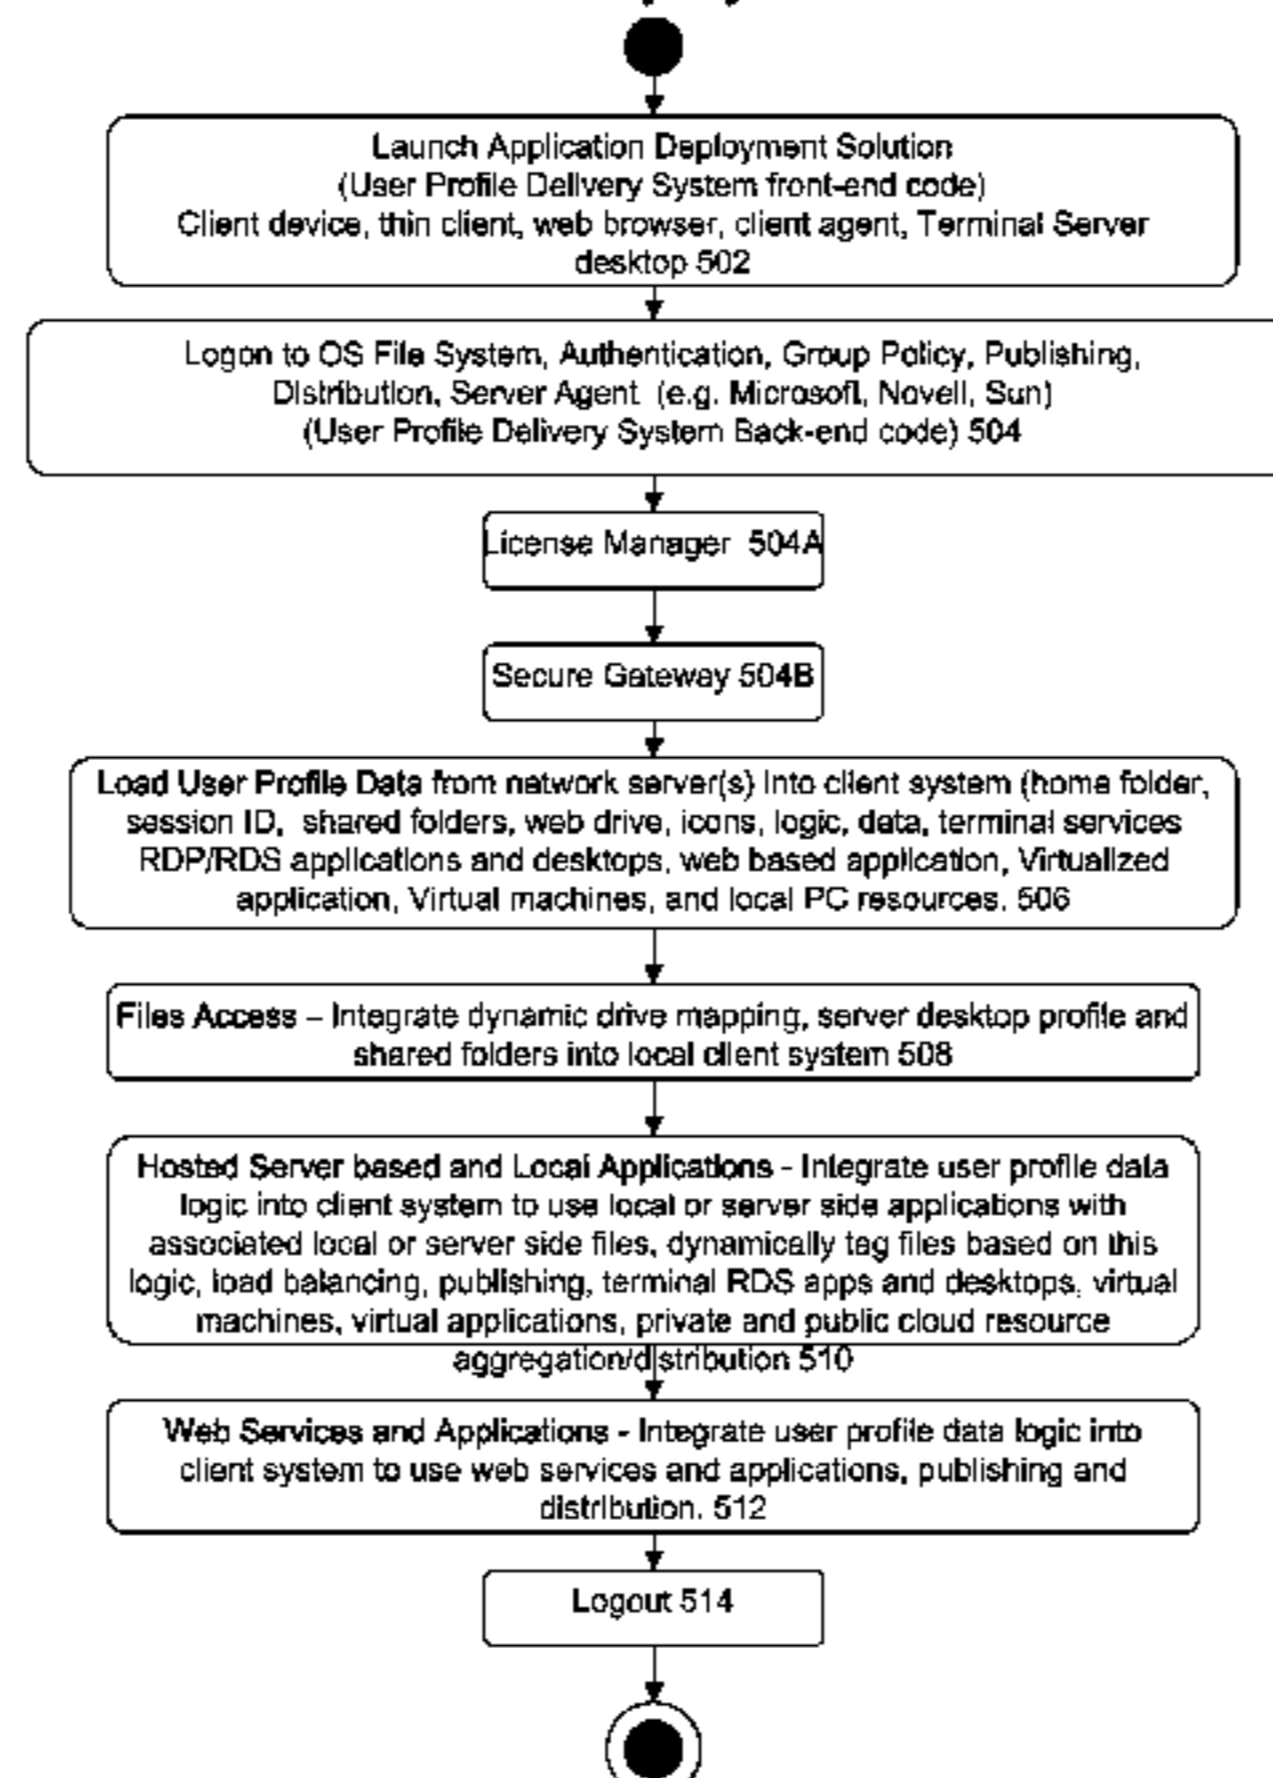 Launch Application Deployment Solution
(User Profile Delivery System front-end code)
Client device, thin client, web browser, client agent, Terminal Server
desktop 502
Logon to OS File System, Authentication, Group Policy, Publishing,
Distribution, Server Agent (e.g. Microsoft, Novell, Sun)
(User Profile Delivery System Back-end code) 504
License Manager 504A
Secure Gateway 504B
Load User Profile Data from network server(s) into client system (home folder,
session ID, shared folders, web drive, icons, logic, data, terminal services
RDP/RDS applications and desktops, web based application, Virtualized
application, Virtual machines, and local PC resources. 506
Files Access – Integrate dynamic drive mapping, server desktop profile and
shared folders into local client system 508
Hosted Server based and Local Applications - Integrate user profile data
logic into client system to use local or server side applications with
associated local or server side files, dynamically tag files based on this
logic, load balancing, publishing, terminal RDS apps and desktops, virtual
machines, virtual applications, private and public cloud resource
aggregation/distribution 510
Web Services and Applications - Integrate user profile data logic into
client system to use web services and applications, publishing and
distribution. 512
Logout 514